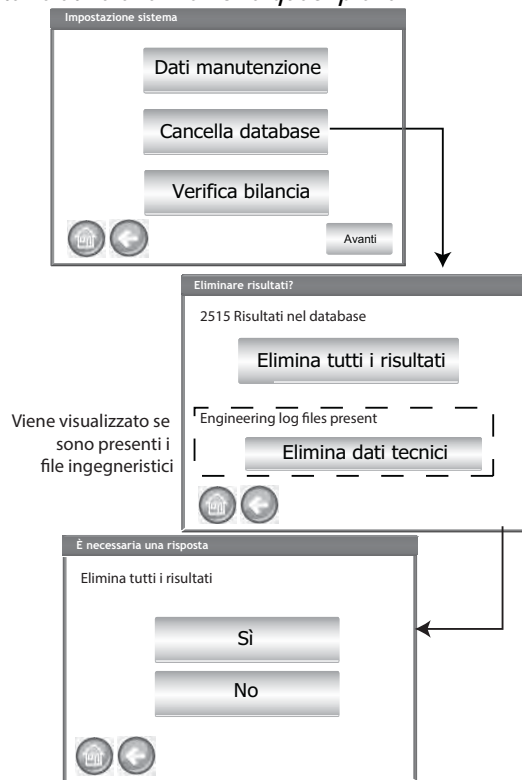 Impostazione sistema
Dati manutenzione
Cancella database
Verifica bilancia
Avanti
Eliminare risultati?
2515 Risultati nel database
Elimina tutti i risultati
Viene visualizzato se
sono presenti i
file ingegneristici
Engineering log files present
Elimina dati tecnici
È necessaria una risposta
Elimina tutti i risultati
Sì
No